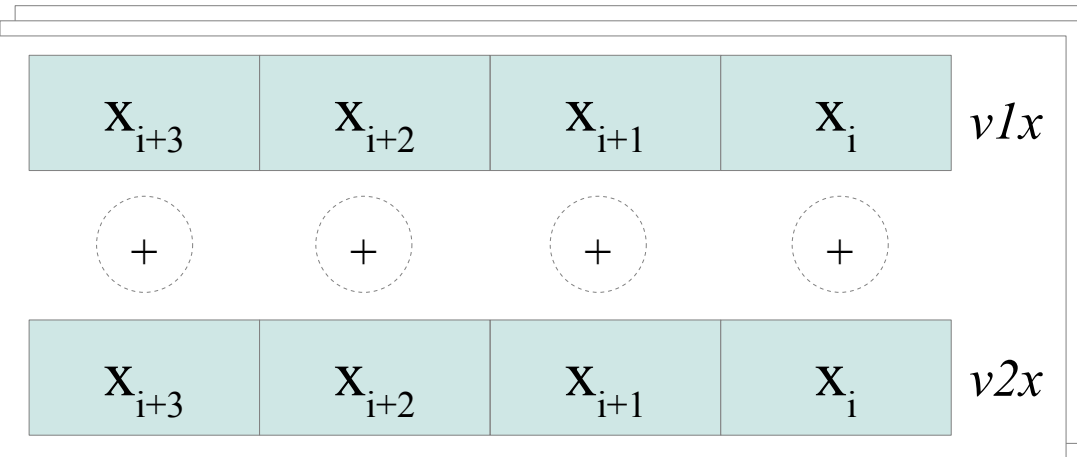 x_{i+3} x_{i+2} x_{i+1} x_i v1x
+ + + +
x_{i+3} x_{i+2} x_{i+1} x_i v2x